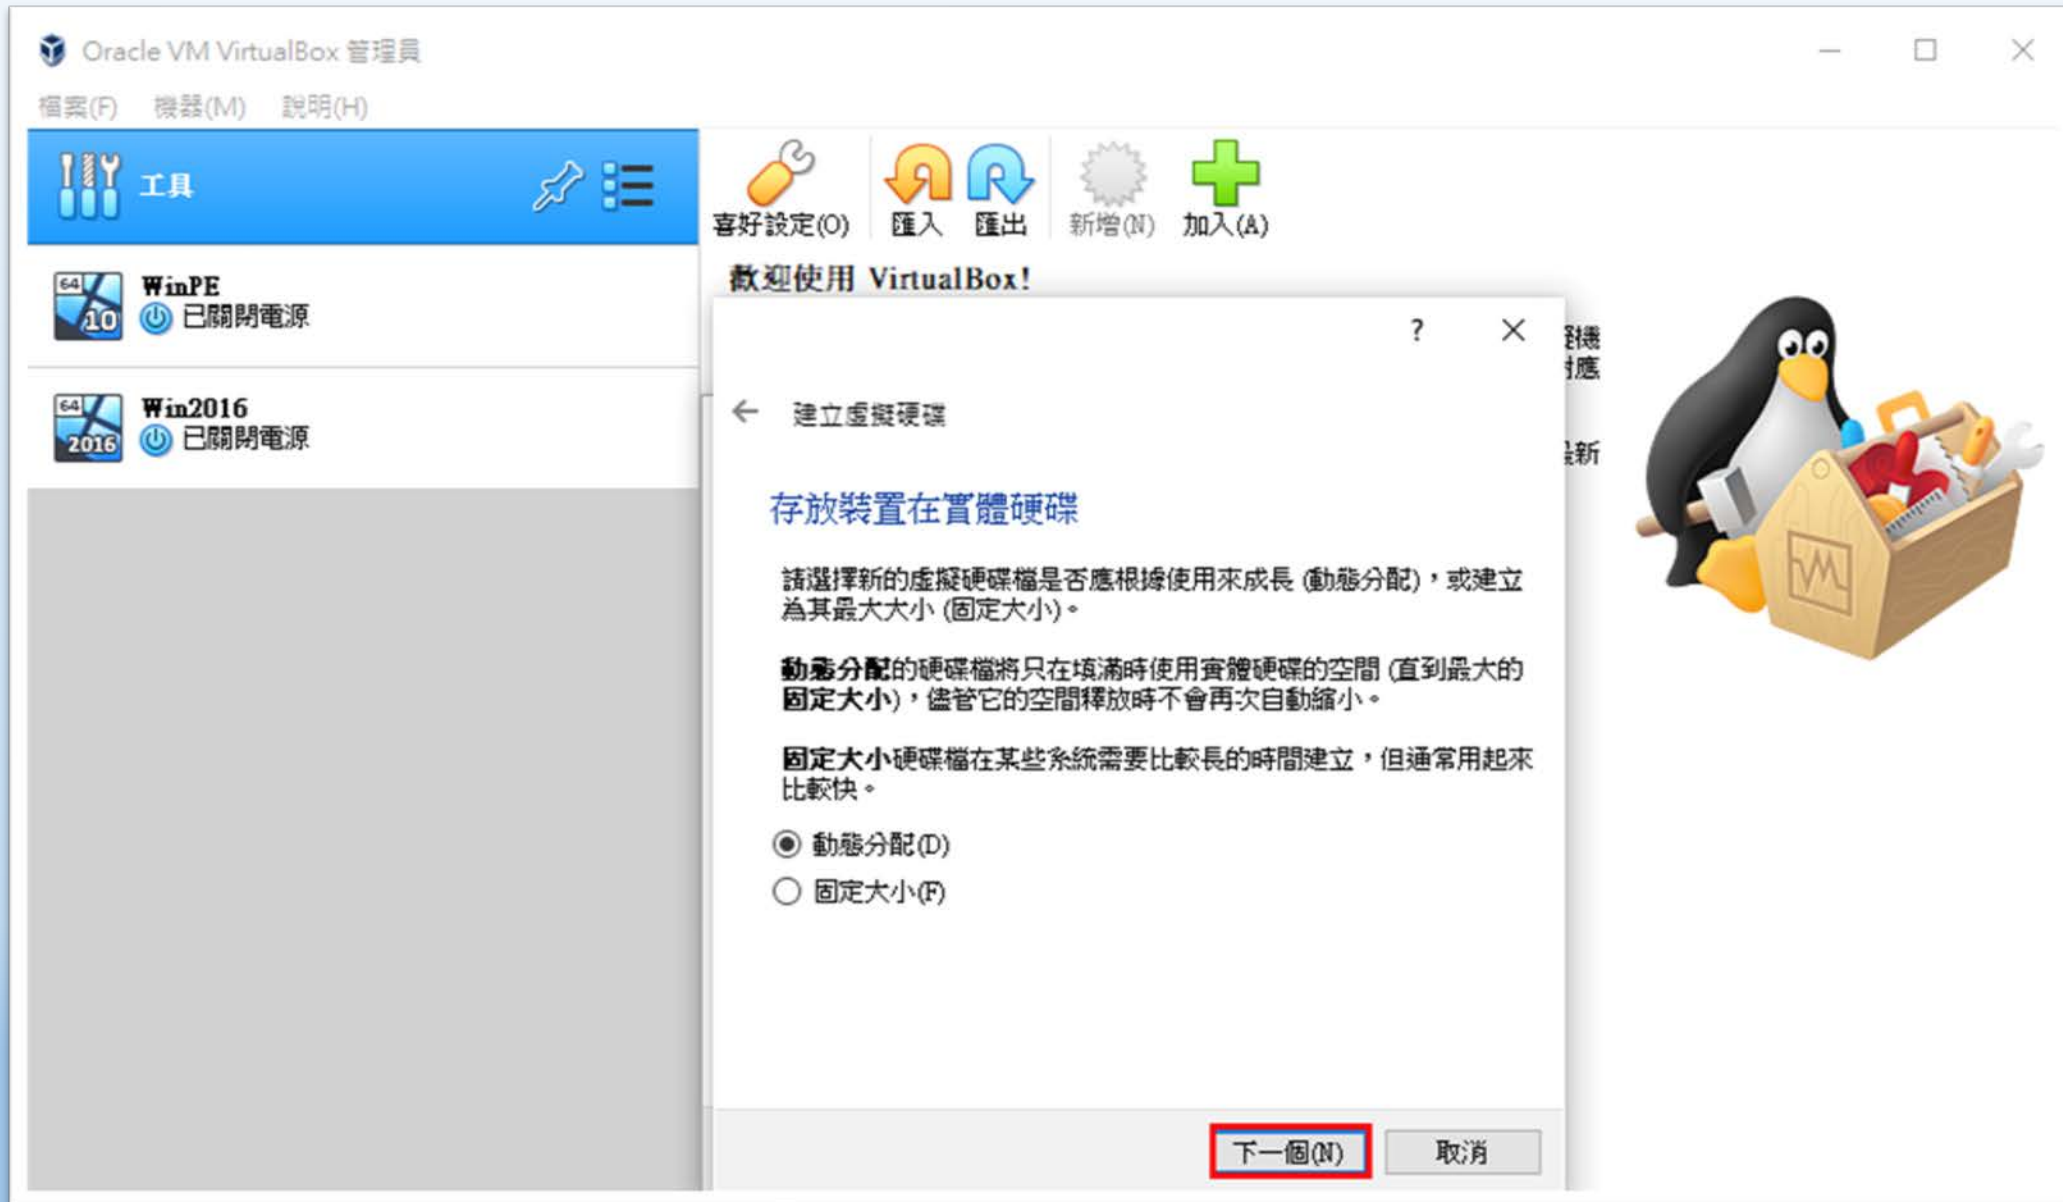 Oracle VM VirtualBox 管理員
檔案(F) 機器(M) 說明(H)
工具
喜好設定(O) 匯入 匯出 新增(N) 加入(A)
64 10 WinPE
已關閉電源
64 2016 Win2016
已關閉電源
歡迎使用 VirtualBox!
?
建立虛擬硬碟
存放裝置在實體硬碟
請選擇新的虛擬硬碟檔是否應根據使用來成長 (動態分配),或建立
為其最大大小 (固定大小)。
動態分配的硬碟檔將只在填滿時使用實體硬碟的空間 (直到最大的
固定大小),儘管它的空間釋放時不會再次自動縮小。
固定大小硬碟檔在某些系統需要比較長的時間建立,但通常用起來
比較快。
動態分配(D)
固定大小(F)
下一個(N) 取消
應
新